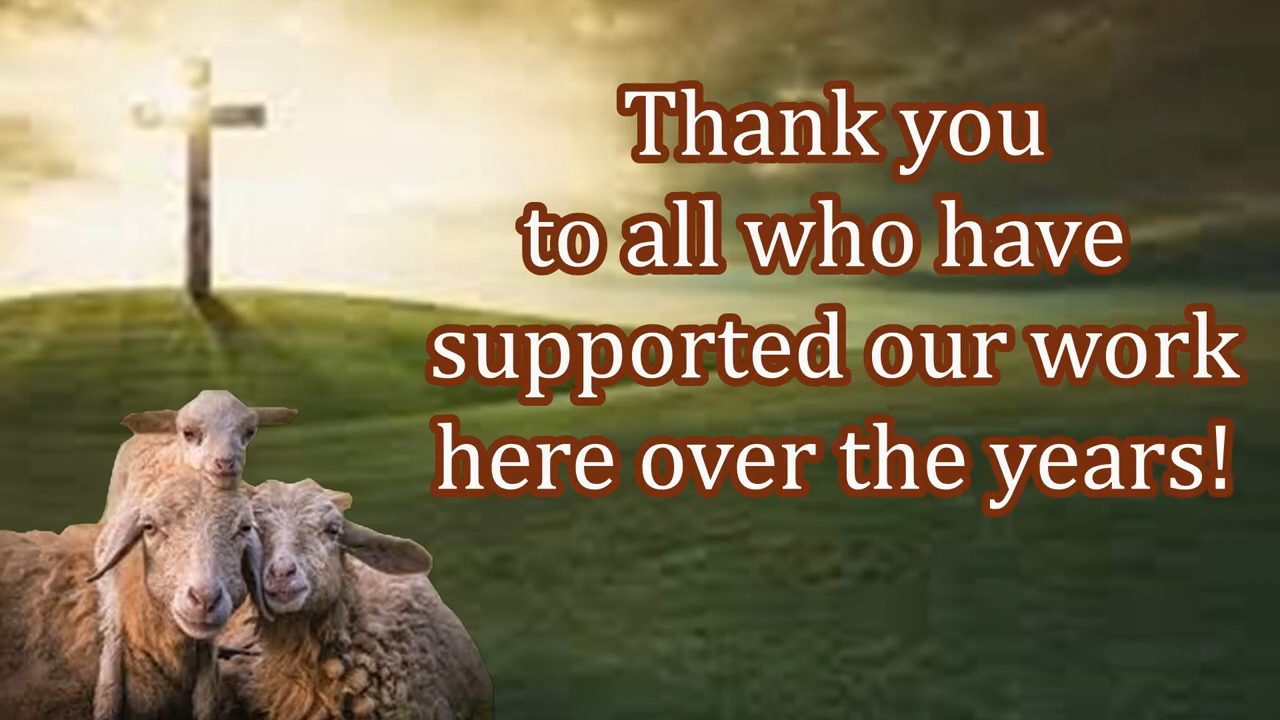 Thank you
to all who have
supported our work
here over the years!